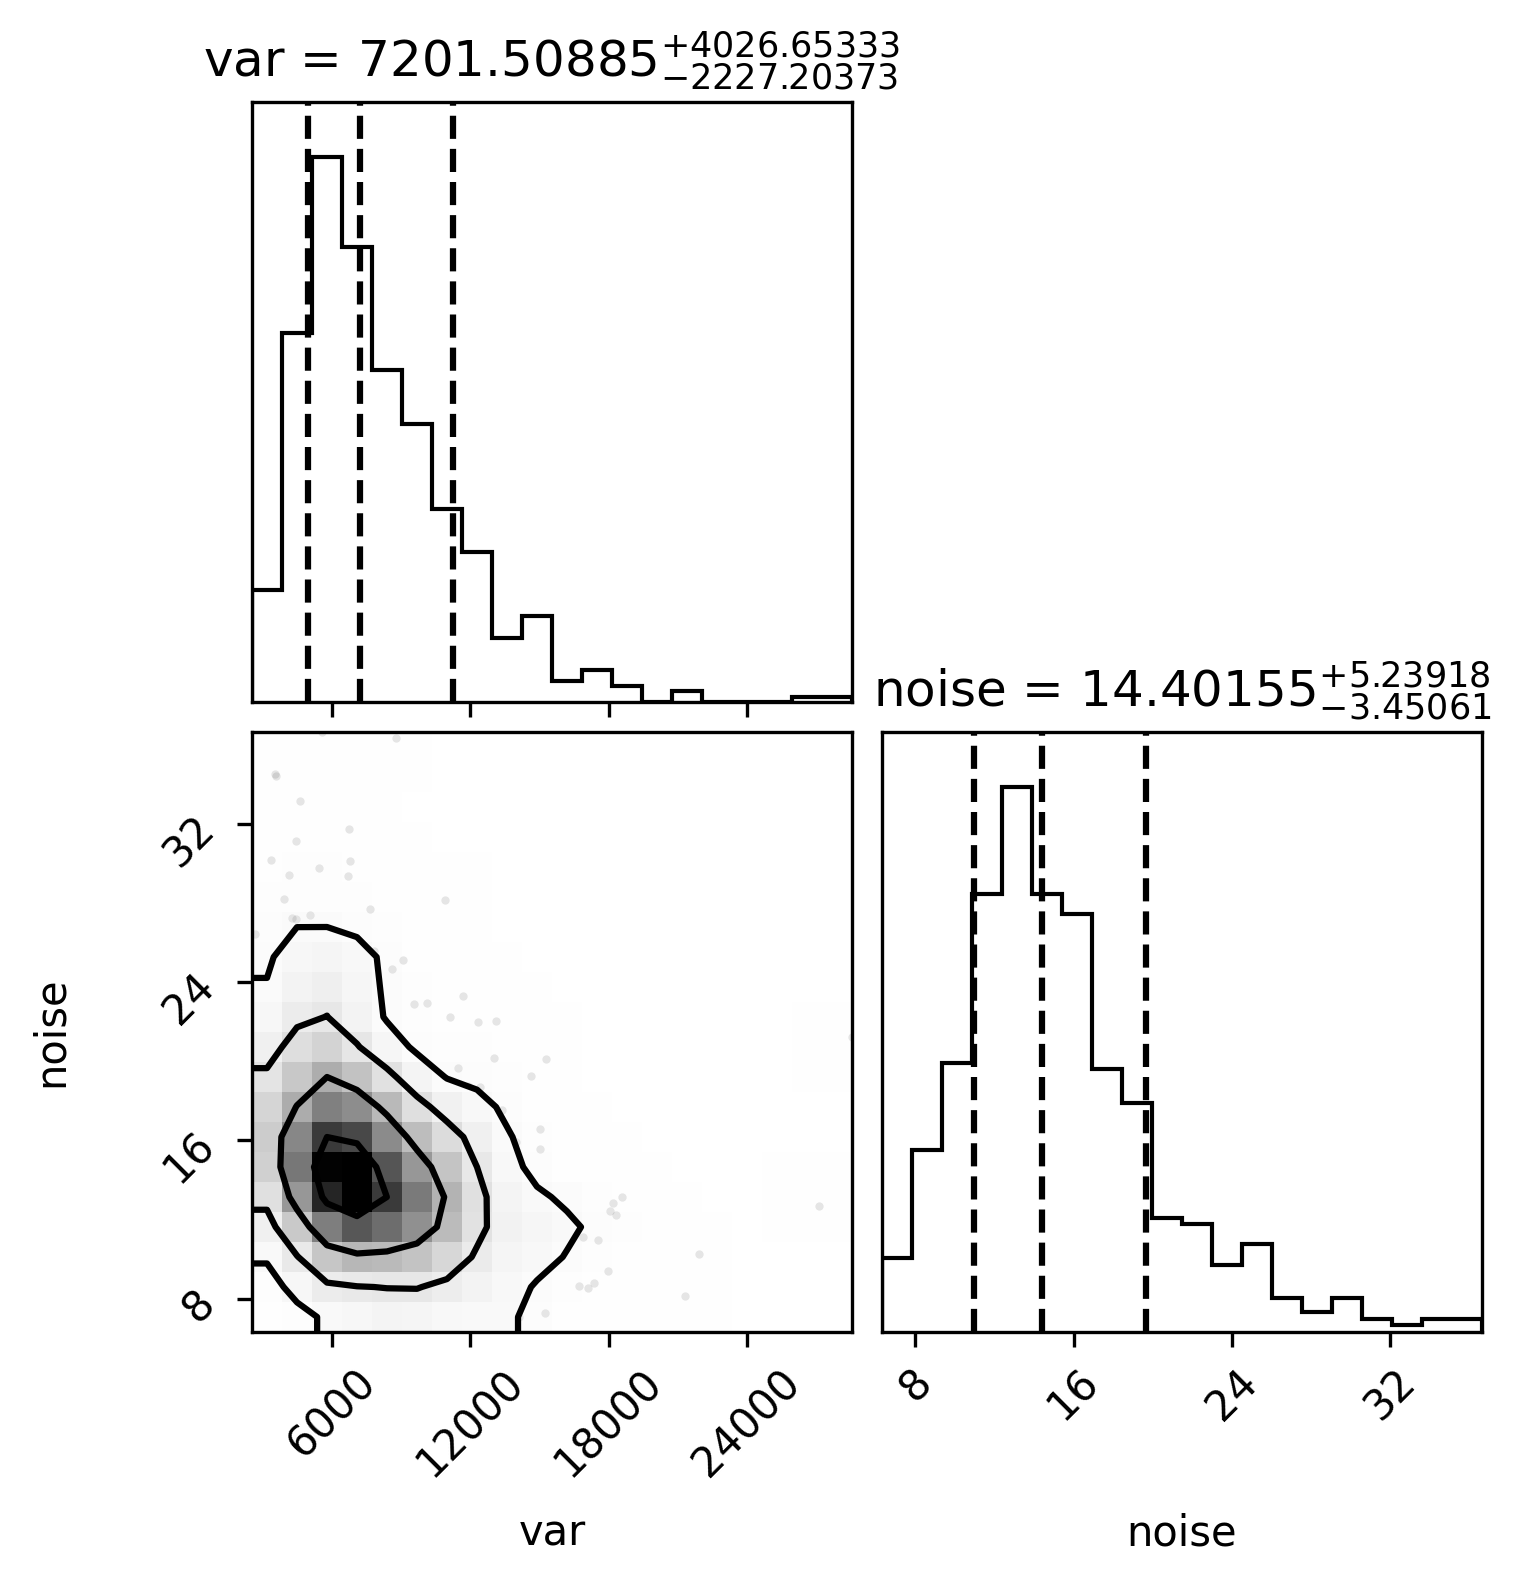 var = 7201.50885+4026.65333−2227.20373
noise = 14.40155+5.23918−3.45061
32
24
16
8
noise
6000 12000 18000 24000
8 16 24 32
var
noise